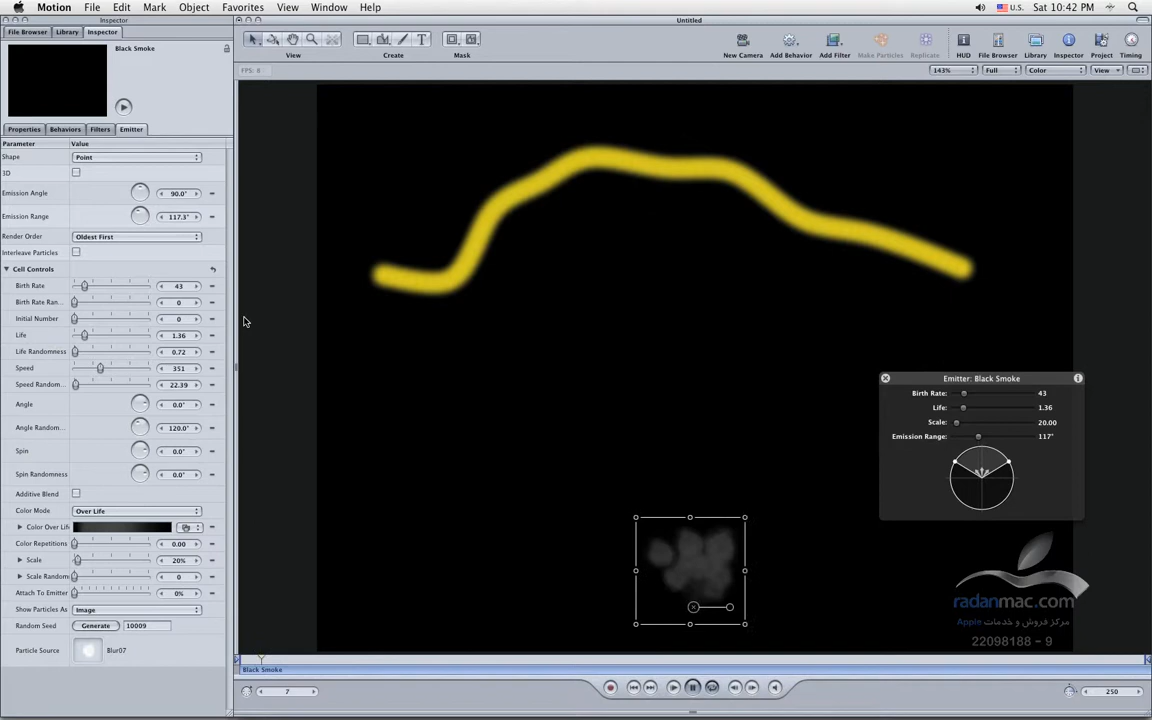 Motion File Edit Mark Object Favorites View Window Help U.S. Sat 10:42 PM
Inspector
Untitled
File Browser Library Inspector
View Create Mask New Camera Add Behavior Add Filter Make Particles Replicate HUD File Browser Library Inspector Project Timing
Black Smoke
FPS: 6 143% Full Color View
Properties Behaviors Filters Emitter
Parameter Value
Shape Point
3D
Emission Angle 90.0°
Emission Range 117.3°
Render Order Oldest First
Interleave Particles
Cell Controls
Birth Rate 43
Birth Rate Ran... 0
Initial Number 0
Life 1.36
Life Randomness 0.72
Speed 351
Speed Random... 22.39
Angle 0.0°
Angle Random... 120.0°
Spin 0.0°
Spin Randomness 0.0°
Additive Blend
Color Mode Over Life
Color Over Lif
Color Repetitions 0.00
Scale 20%
Scale Random 0
Attach To Emitter 0%
Show Particles As Image
Random Seed Generate 10009
Particle Source Blur07
Emitter: Black Smoke
Birth Rate: 43
Life: 1.36
Scale: 20.00
Emission Range: 117°
radanmac.com
مرکز فروش و خدمات Apple
22098188 - 9
Black Smoke
7 250